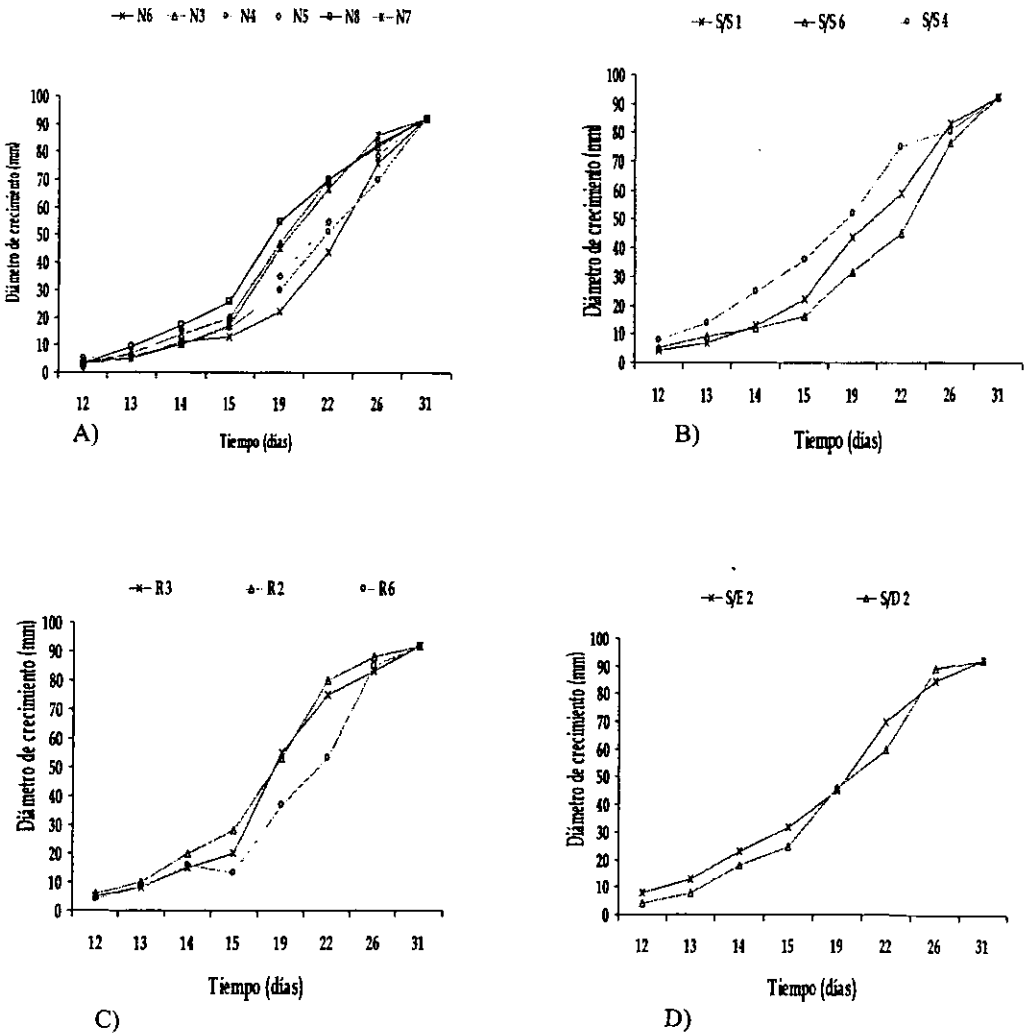 N6 N3 N4 N5 N8 N7
Diámetro de crecimiento (mm)
100
90
80
70
60
50
40
30
20
10
0
12 13 14 15 19 22 26 31
A)
Tiempo (días)
S/S 1 S/S 6 S/S 4
Diámetro de crecimiento (mm)
100
90
80
70
60
50
40
30
20
10
0
12 13 14 15 19 22 26 31
B)
Tiempo (días)
R3 R2 R6
Diámetro de crecimiento (mm)
100
90
80
70
60
50
40
30
20
10
0
12 13 14 15 19 22 26 31
Tiempo (días)
C)
S/E 2 S/D 2
Diámetro de crecimiento (mm)
100
90
80
70
60
50
40
30
20
10
0
12 13 14 15 19 22 26 31
Tiempo (días)
D)